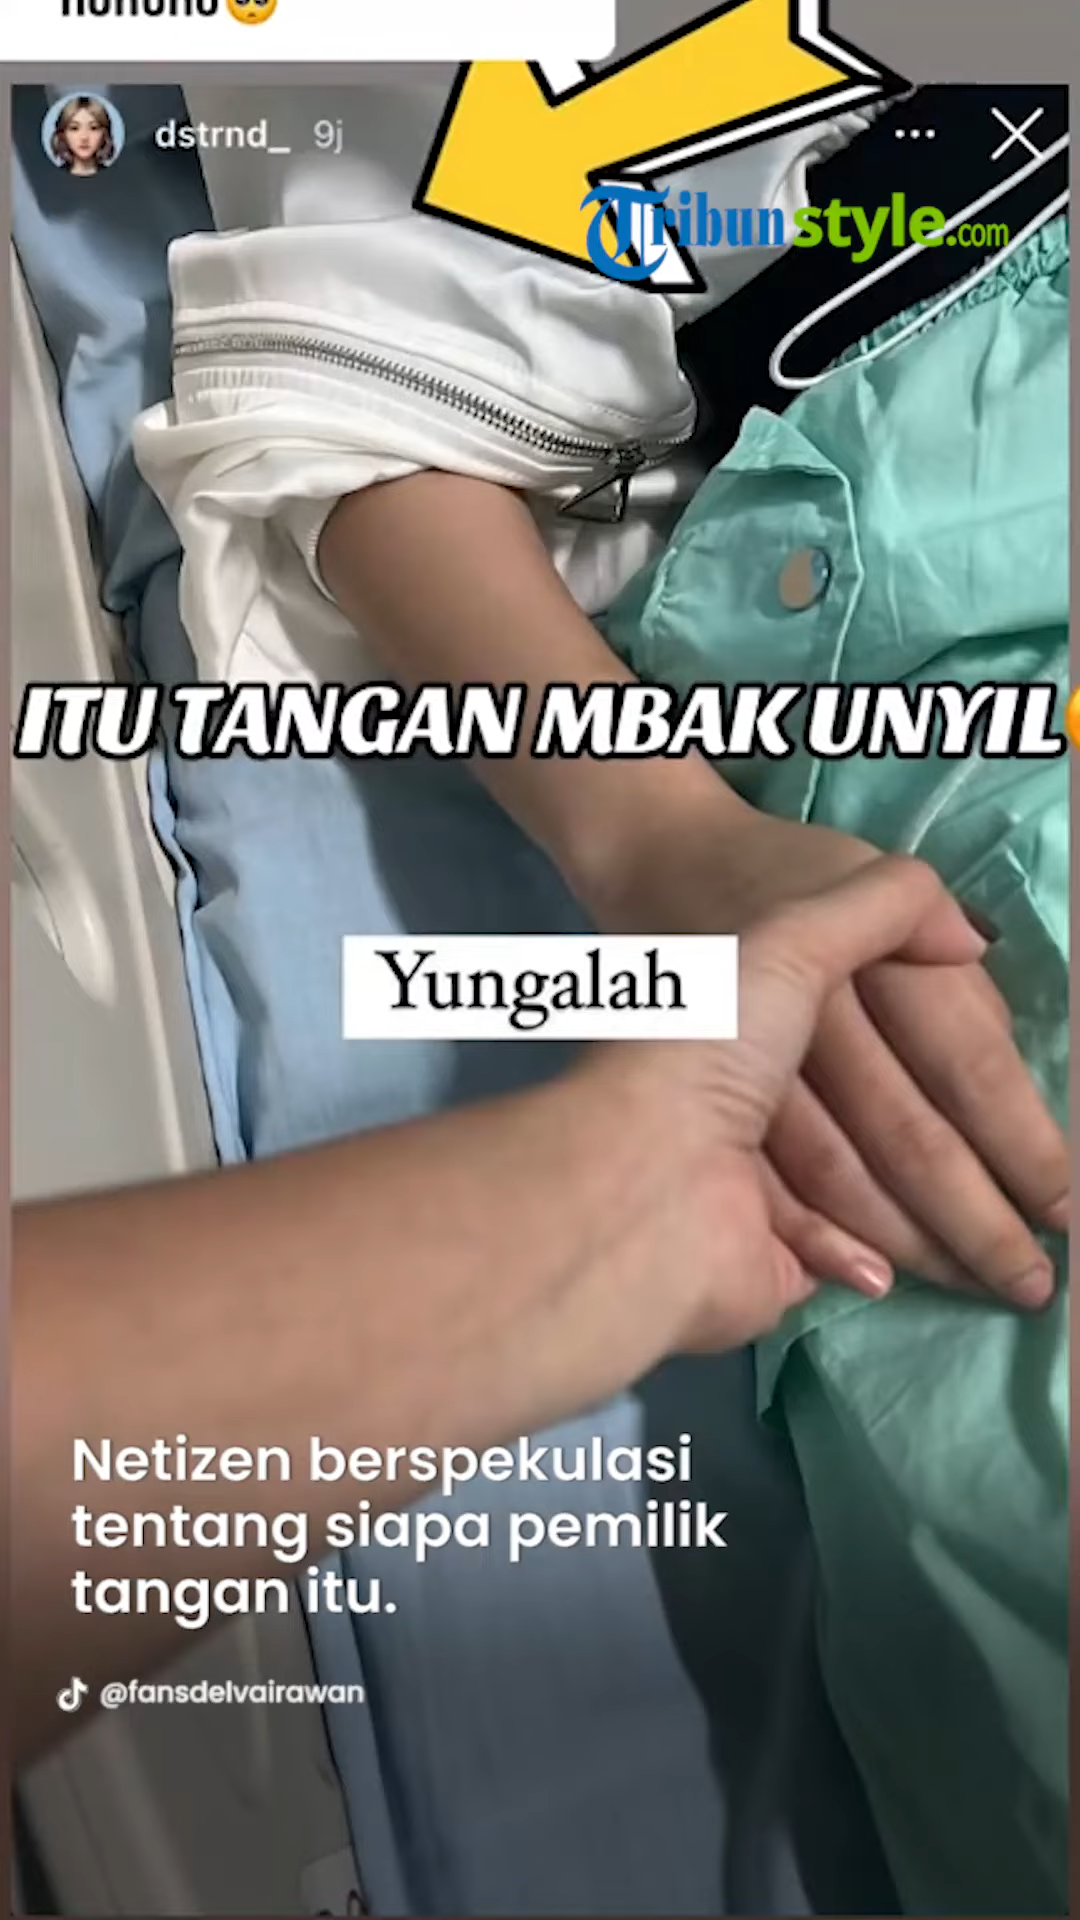 dstrnd_ 9j
Tribunstyle.com
ITU TANGAN MBAK UNYIL
Yungalah
Netizen berspekulasi
tentang siapa pemilik
tangan itu.
@fansdelvairawan